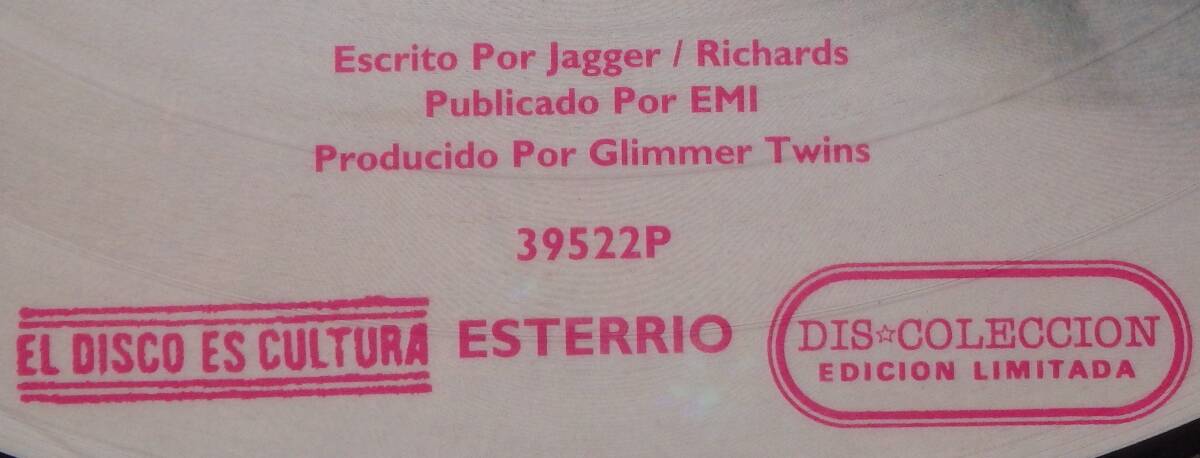 Escrito Por Jagger / Richards
Publicado Por EMI
Producido Por Glimmer Twins
39522P
EL DISCO ES CULTURA
ESTERRIO
DIS☆COLECCION
EDICION LIMITADA